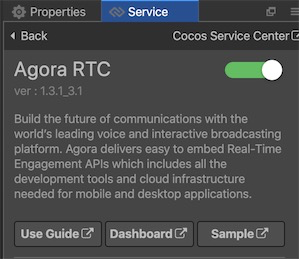 Properties Service
Back Cocos Service Center
Agora RTC
ver : 1.3.1_3.1
Build the future of communications with the
world's leading voice and interactive broadcasting
platform. Agora delivers easy to embed Real-Time
Engagement APIs which includes all the
development tools and cloud infrastructure
needed for mobile and desktop applications.
Use Guide Dashboard Sample